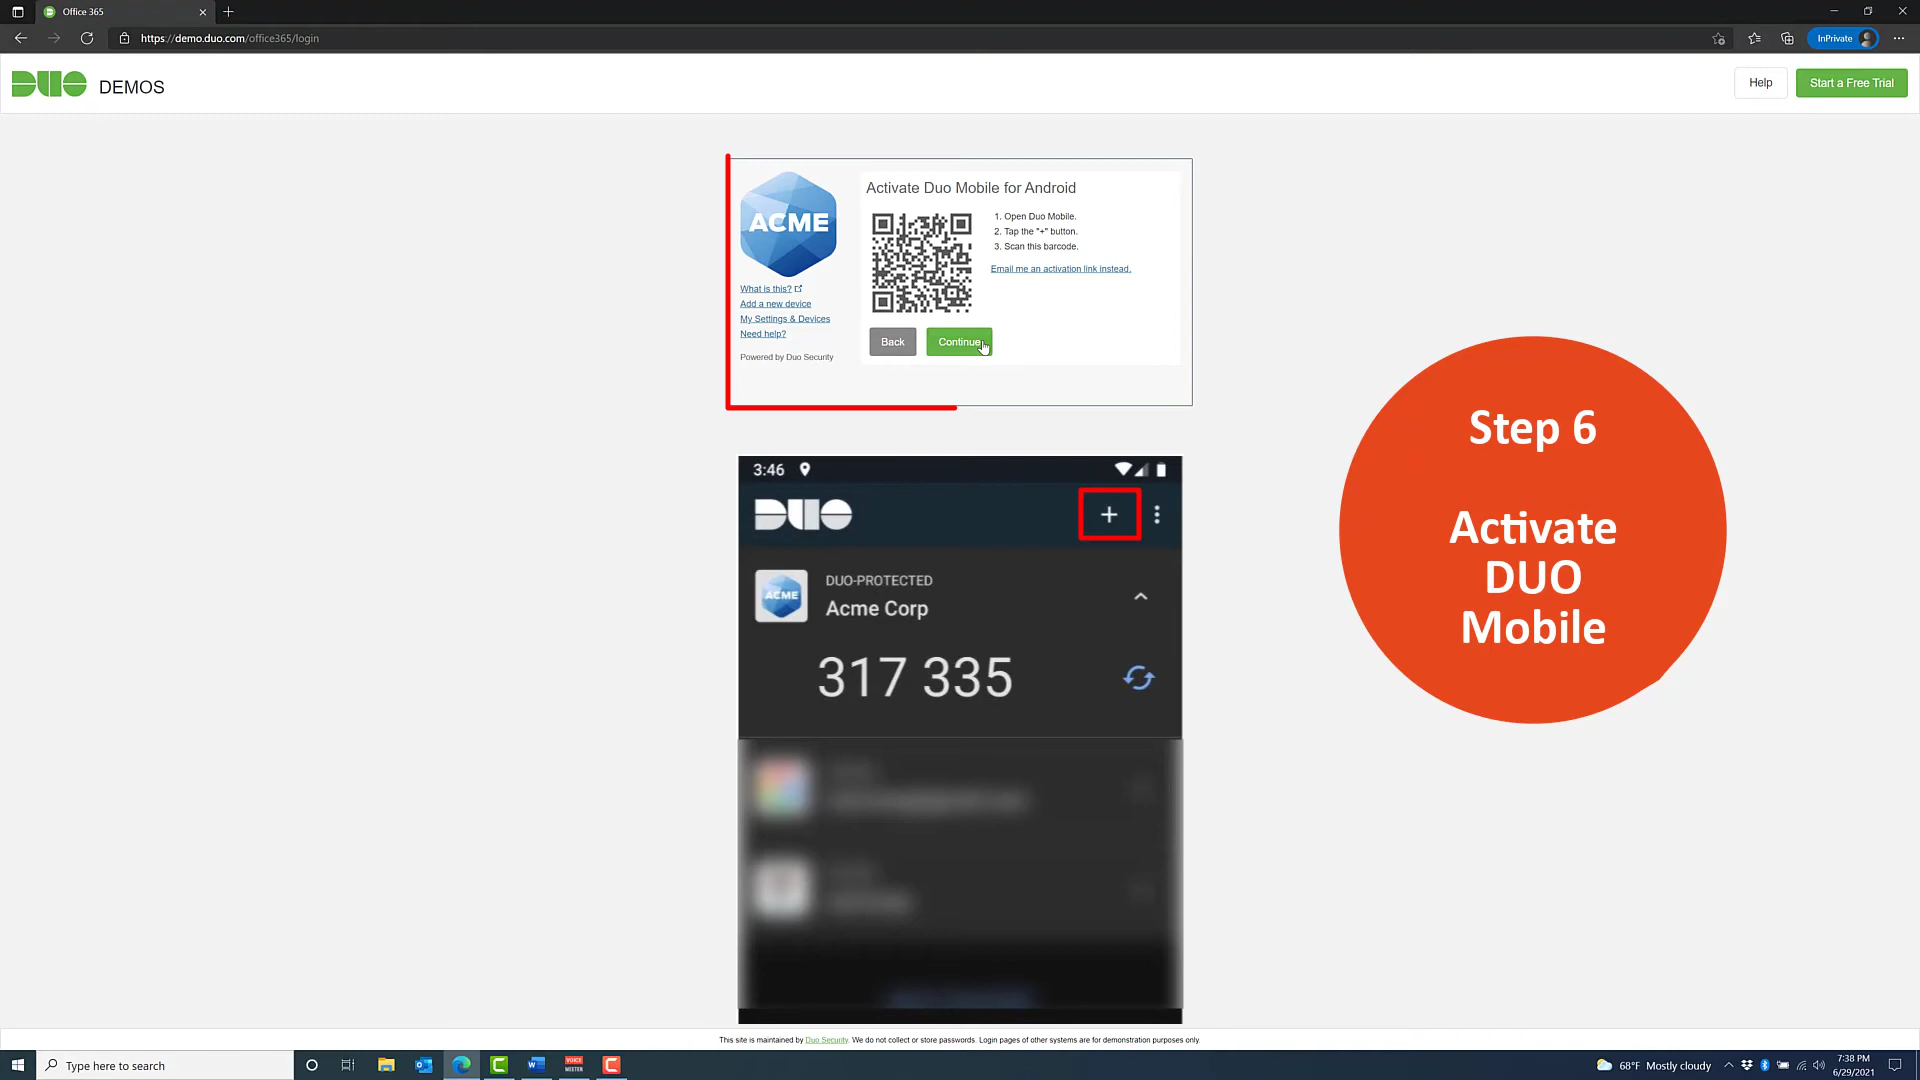 Office 365
https://demo.duo.com/office365/login
InPrivate
DUO DEMOS
Help
Start a Free Trial
ACME
Activate Duo Mobile for Android
1. Open Duo Mobile.
2. Tap the "+" button.
3. Scan this barcode.
Email me an activation link instead.
What is this?
Add a new device
My Settings & Devices
Need help?
Powered by Duo Security
Back
Continue
3:46
DUO
DUO-PROTECTED
ACME
Acme Corp
317 335
Step 6
Activate
DUO
Mobile
This site is maintained by Duo Security. We do not collect or store passwords. Login pages of other systems are for demonstration purposes only.
Type here to search
VOICE
MEETER
68°F Mostly cloudy
7:38 PM
6/29/2021